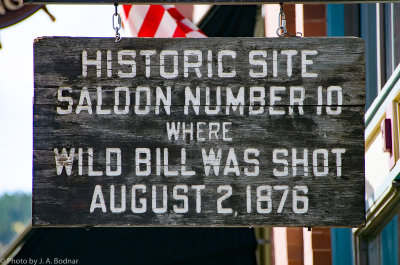 HISTORIC SITE
SALOON NUMBER 10
WHERE
WILD BILL WAS SHOT
AUGUST 2, 1876
©Photo by J. A. Bodnar